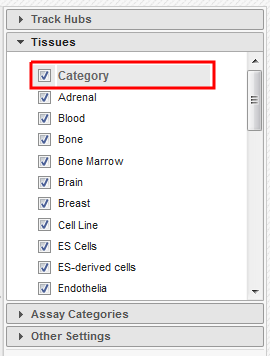 Track Hubs
Tissues
Category
Adrenal
Blood
Bone
Bone Marrow
Brain
Breast
Cell Line
ES Cells
ES-derived cells
Endothelia
Assay Categories
Other Settings